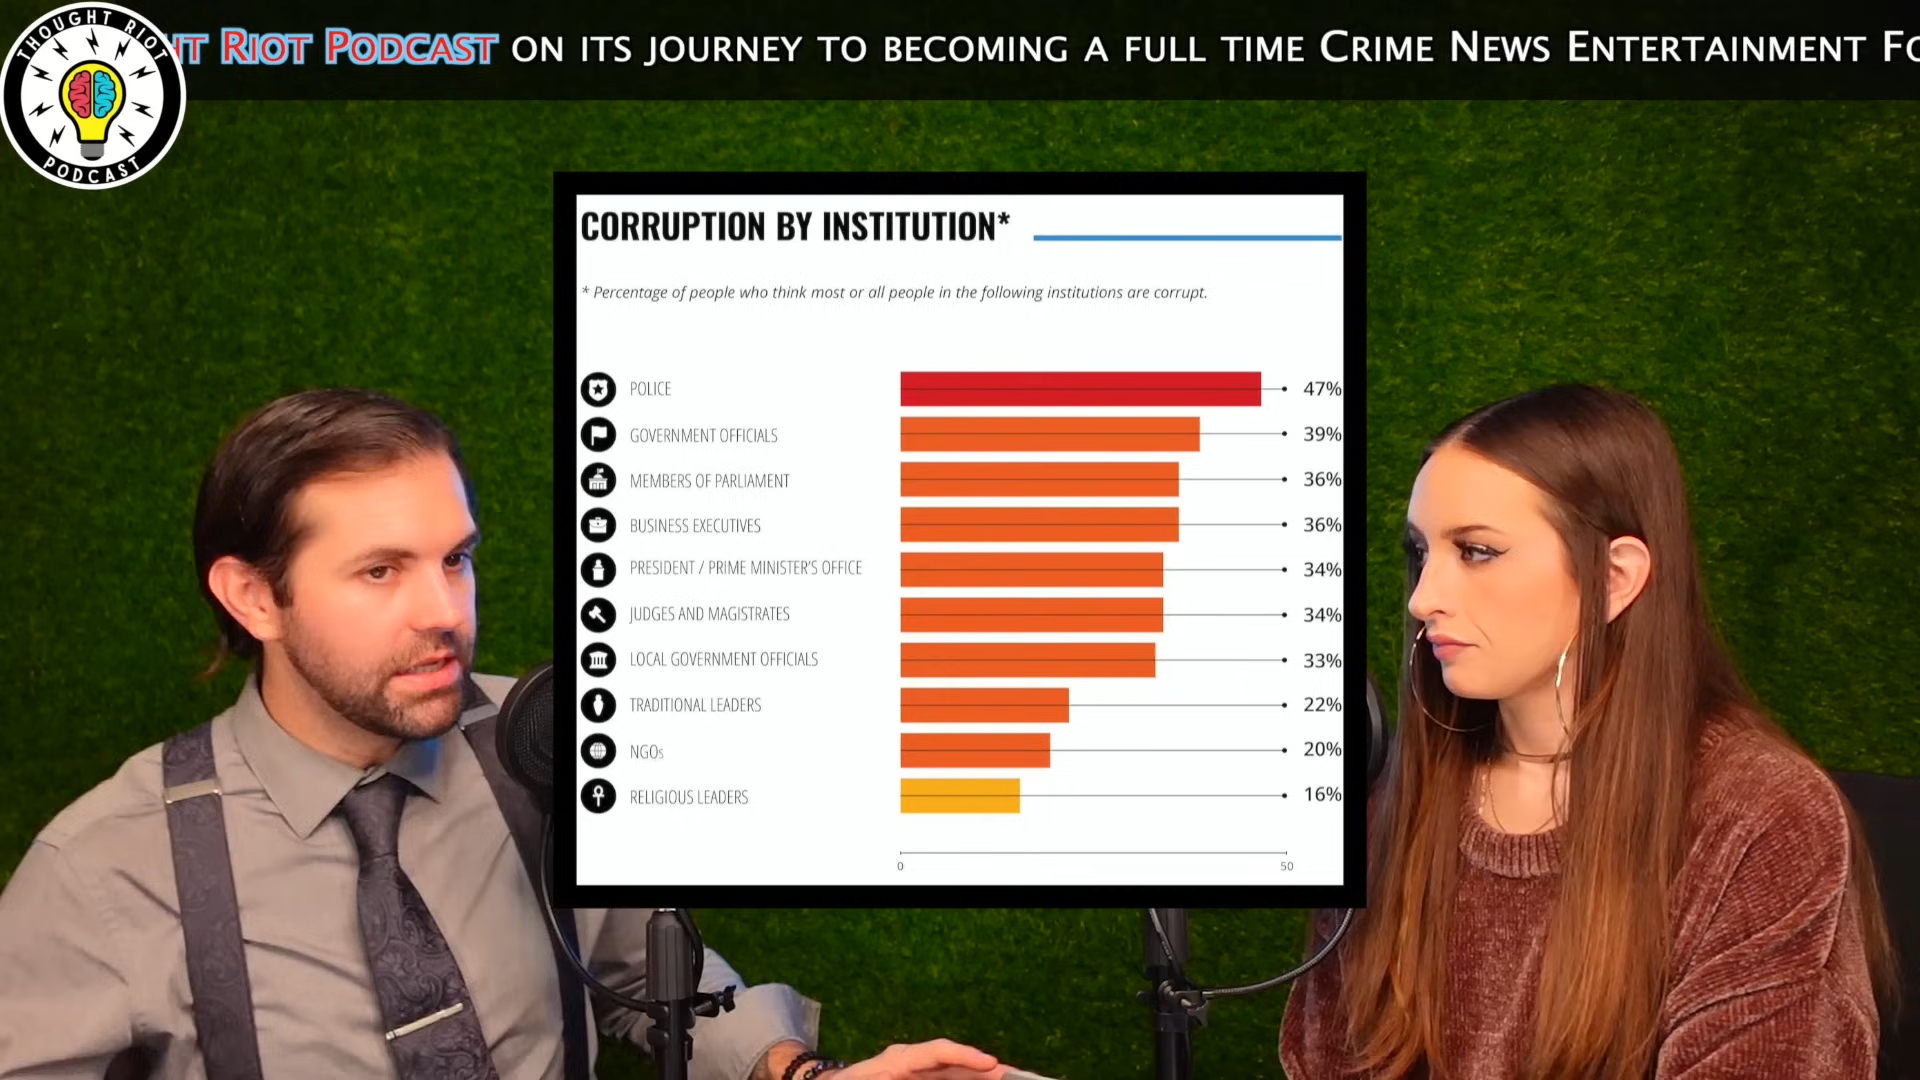 THOUGHT RIOT
PODCAST
HT RIOT PODCAST ON ITS JOURNEY TO BECOMING A FULL TIME CRIME NEWS ENTERTAINMENT FO
CORRUPTION BY INSTITUTION*
* Percentage of people who think most or all people in the following institutions are corrupt.
POLICE 47%
GOVERNMENT OFFICIALS 39%
MEMBERS OF PARLIAMENT 36%
BUSINESS EXECUTIVES 36%
PRESIDENT / PRIME MINISTER'S OFFICE 34%
JUDGES AND MAGISTRATES 34%
LOCAL GOVERNMENT OFFICIALS 33%
TRADITIONAL LEADERS 22%
NGOs 20%
RELIGIOUS LEADERS 16%
0 50